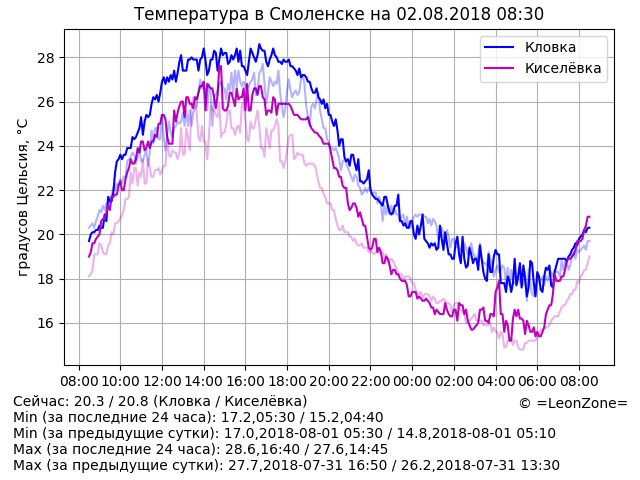 Температура в Смоленске на 02.08.2018 08:30
градусов Цельсия, °C
28
26
24
22
20
18
16
Кловка
Киселёвка
08:00 10:00 12:00 14:00 16:00 18:00 20:00 22:00 00:00 02:00 04:00 06:00 08:00
Сейчас: 20.3 / 20.8 (Кловка / Киселёвка)
© =LeonZone=
Min (за последние 24 часа): 17.2,05:30 / 15.2,04:40
Min (за предыдущие сутки): 17.0,2018-08-01 05:30 / 14.8,2018-08-01 05:10
Max (за последние 24 часа): 28.6,16:40 / 27.6,14:45
Max (за предыдущие сутки): 27.7,2018-07-31 16:50 / 26.2,2018-07-31 13:30